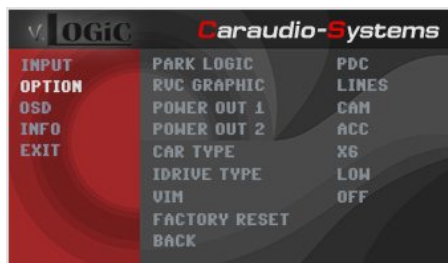 V.LOGiC Caraudio-Systems
INPUT PARK LOGIC PDC
OPTION RVC GRAPHIC LINES
OSD POWER OUT 1 CAM
INFO POWER OUT 2 ACC
EXIT CAR TYPE X6
IDRIVE TYPE LOW
VIM OFF
FACTORY RESET
BACK